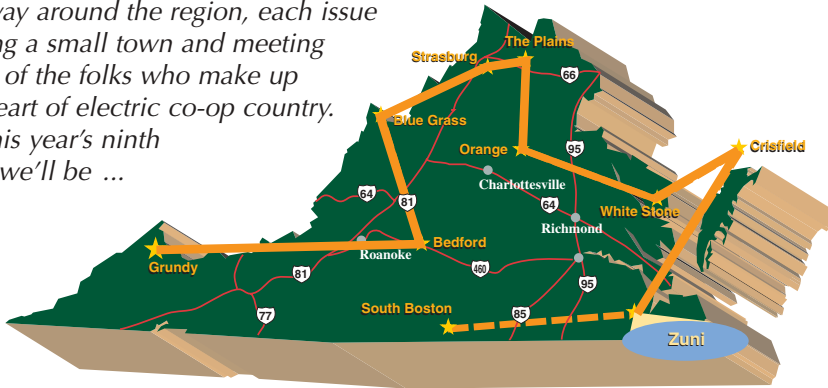 way around the region, each issue
ng a small town and meeting
of the folks who make up
eart of electric co-op country.
his year's ninth
we'll be ...
The Plains
Strasburg
66
Blue Grass
Orange
95
Crisfield
Charlottesville
64
81
64
White Stone
Richmond
Bedford
Roanoke
Grundy
81
460
95
77
South Boston
85
Zuni